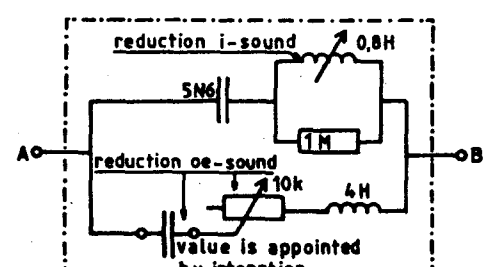 reduction i-sound
0,8H
5N6
1M
A
B
reduction oe-sound
10k
4H
value is appointed